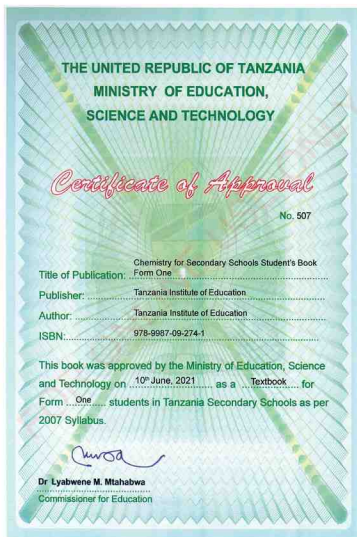 THE UNITED REPUBLIC OF TANZANIA
MINISTRY OF EDUCATION,
SCIENCE AND TECHNOLOGY
Certificate of Approval
No. 507
Title of Publication: Chemistry for Secondary Schools Student's Book
Form One
Publisher: Tanzania Institute of Education
Author: Tanzania Institute of Education
ISBN: 978-9987-09-274-1
This book was approved by the Ministry of Education, Science
and Technology on 10th June, 2021 as a Textbook for
Form One students in Tanzania Secondary Schools as per
2007 Syllabus.
Dr Lyabwene M. Mtahabwa
Commissioner for Education